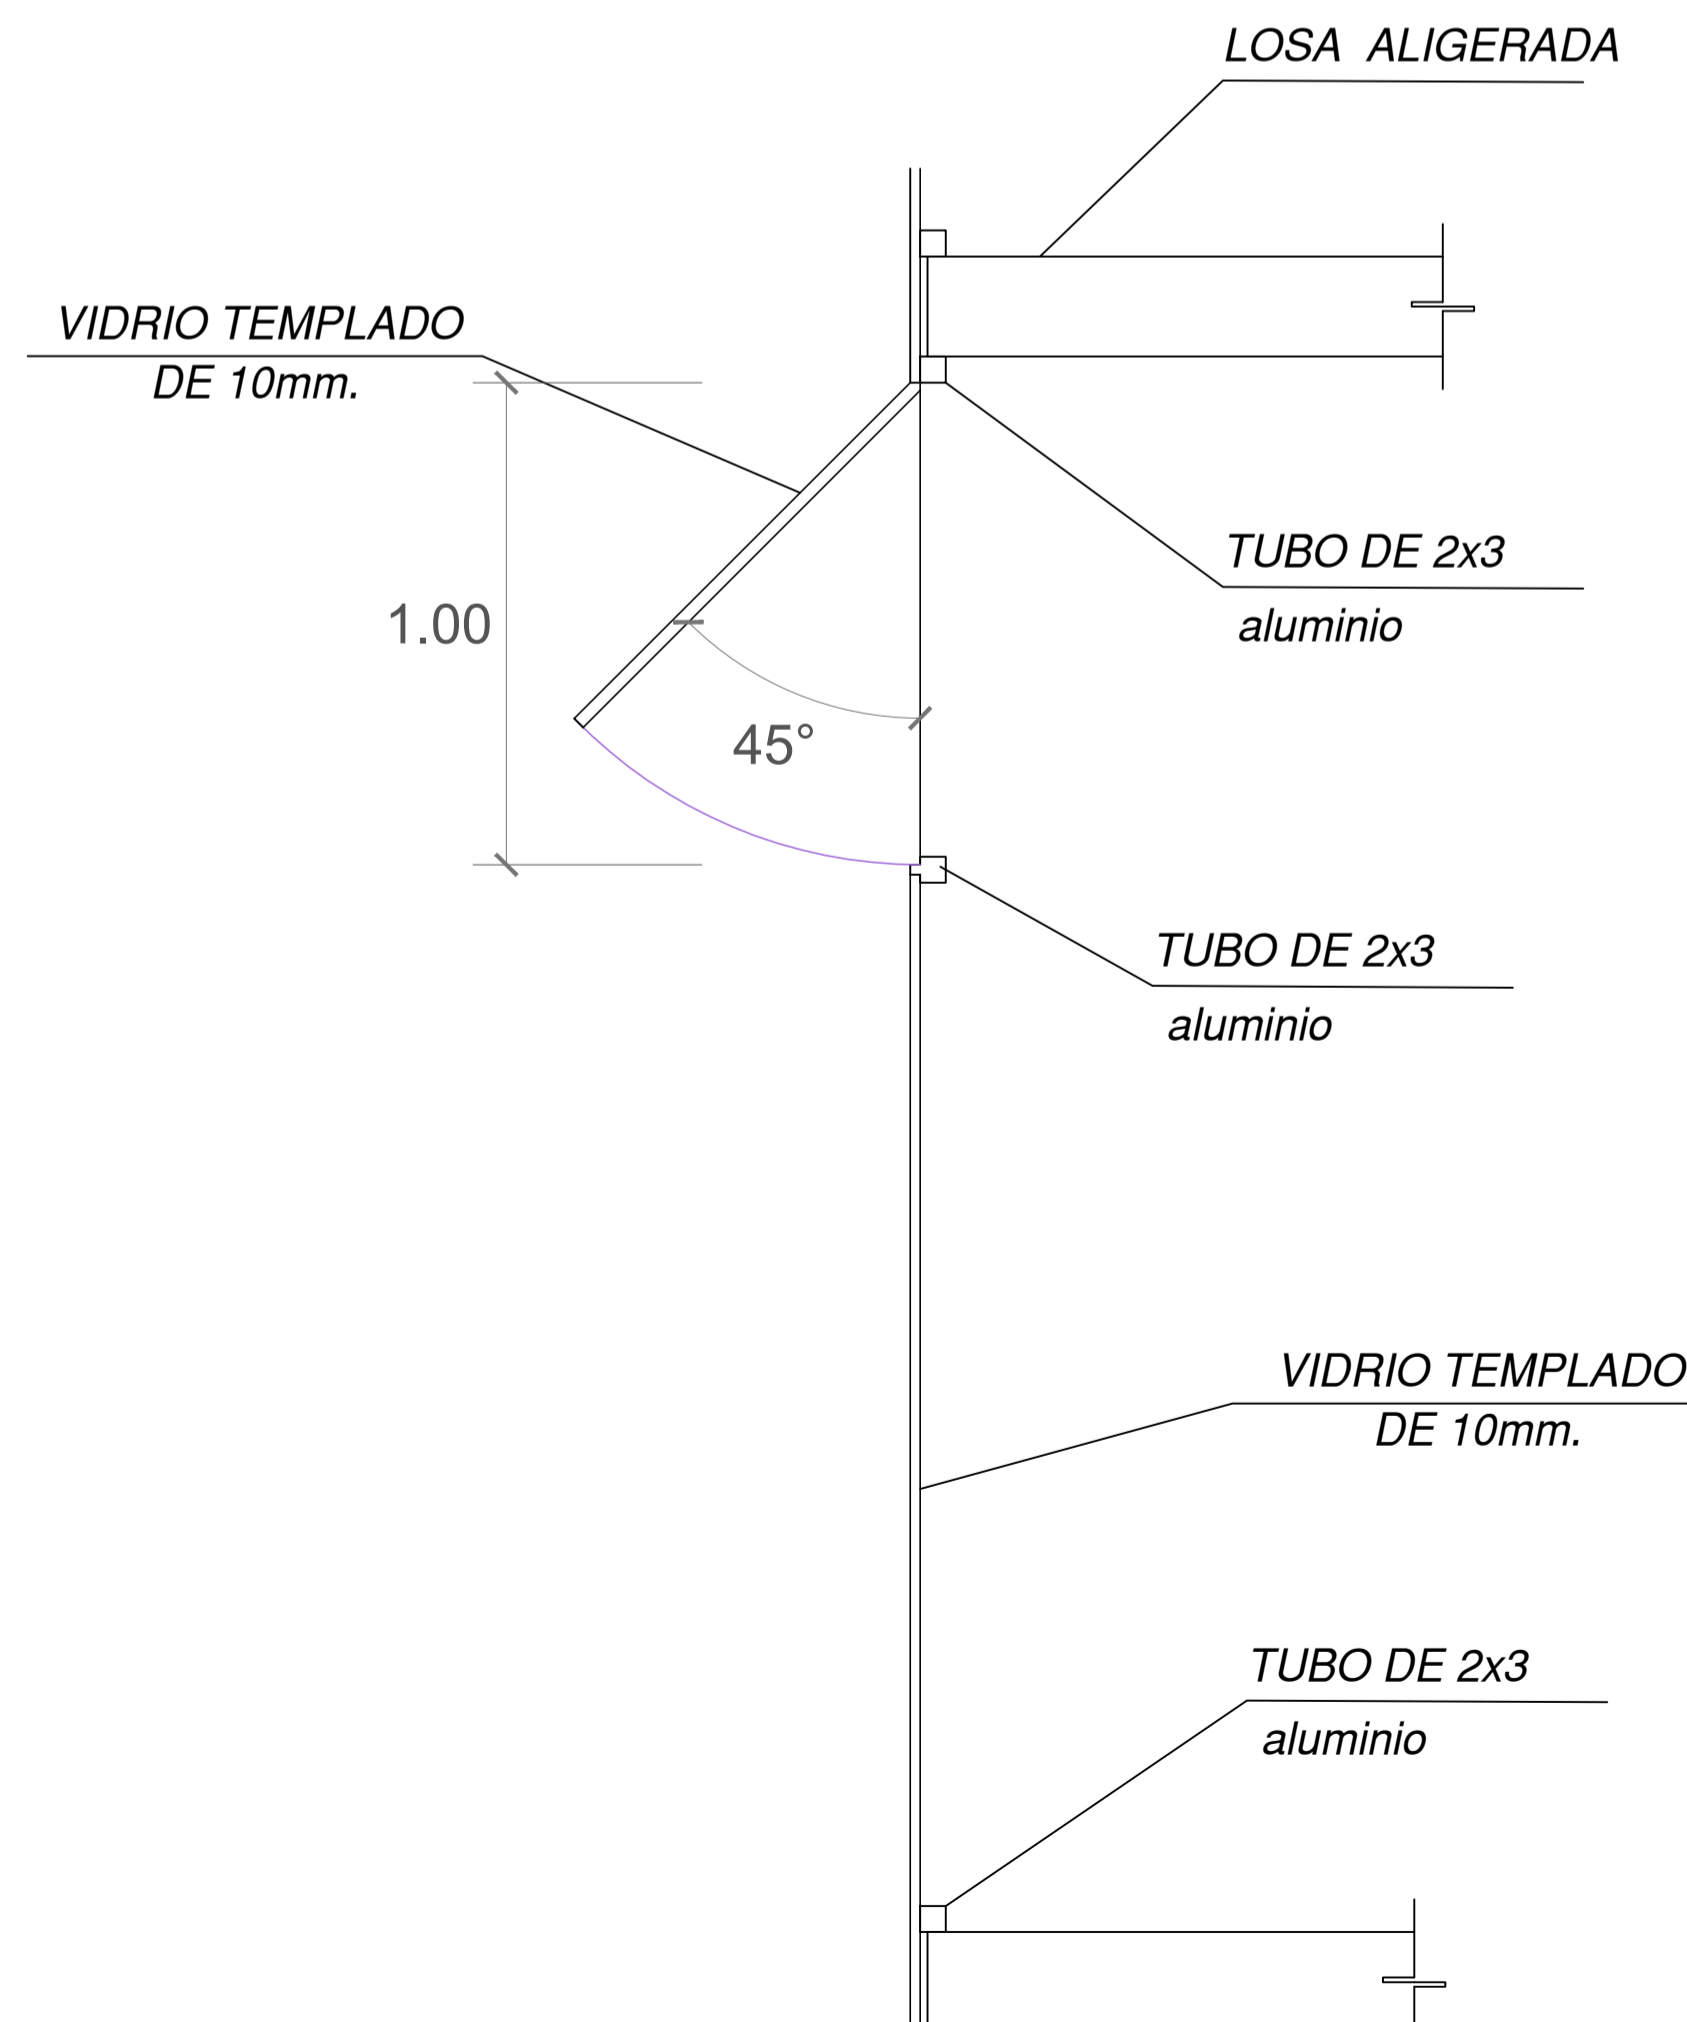 LOSA ALIGERADA
VIDRIO TEMPLADO
DE 10mm.
TUBO DE 2x3
aluminio
1.00
45°
TUBO DE 2x3
aluminio
VIDRIO TEMPLADO
DE 10mm.
TUBO DE 2x3
aluminio